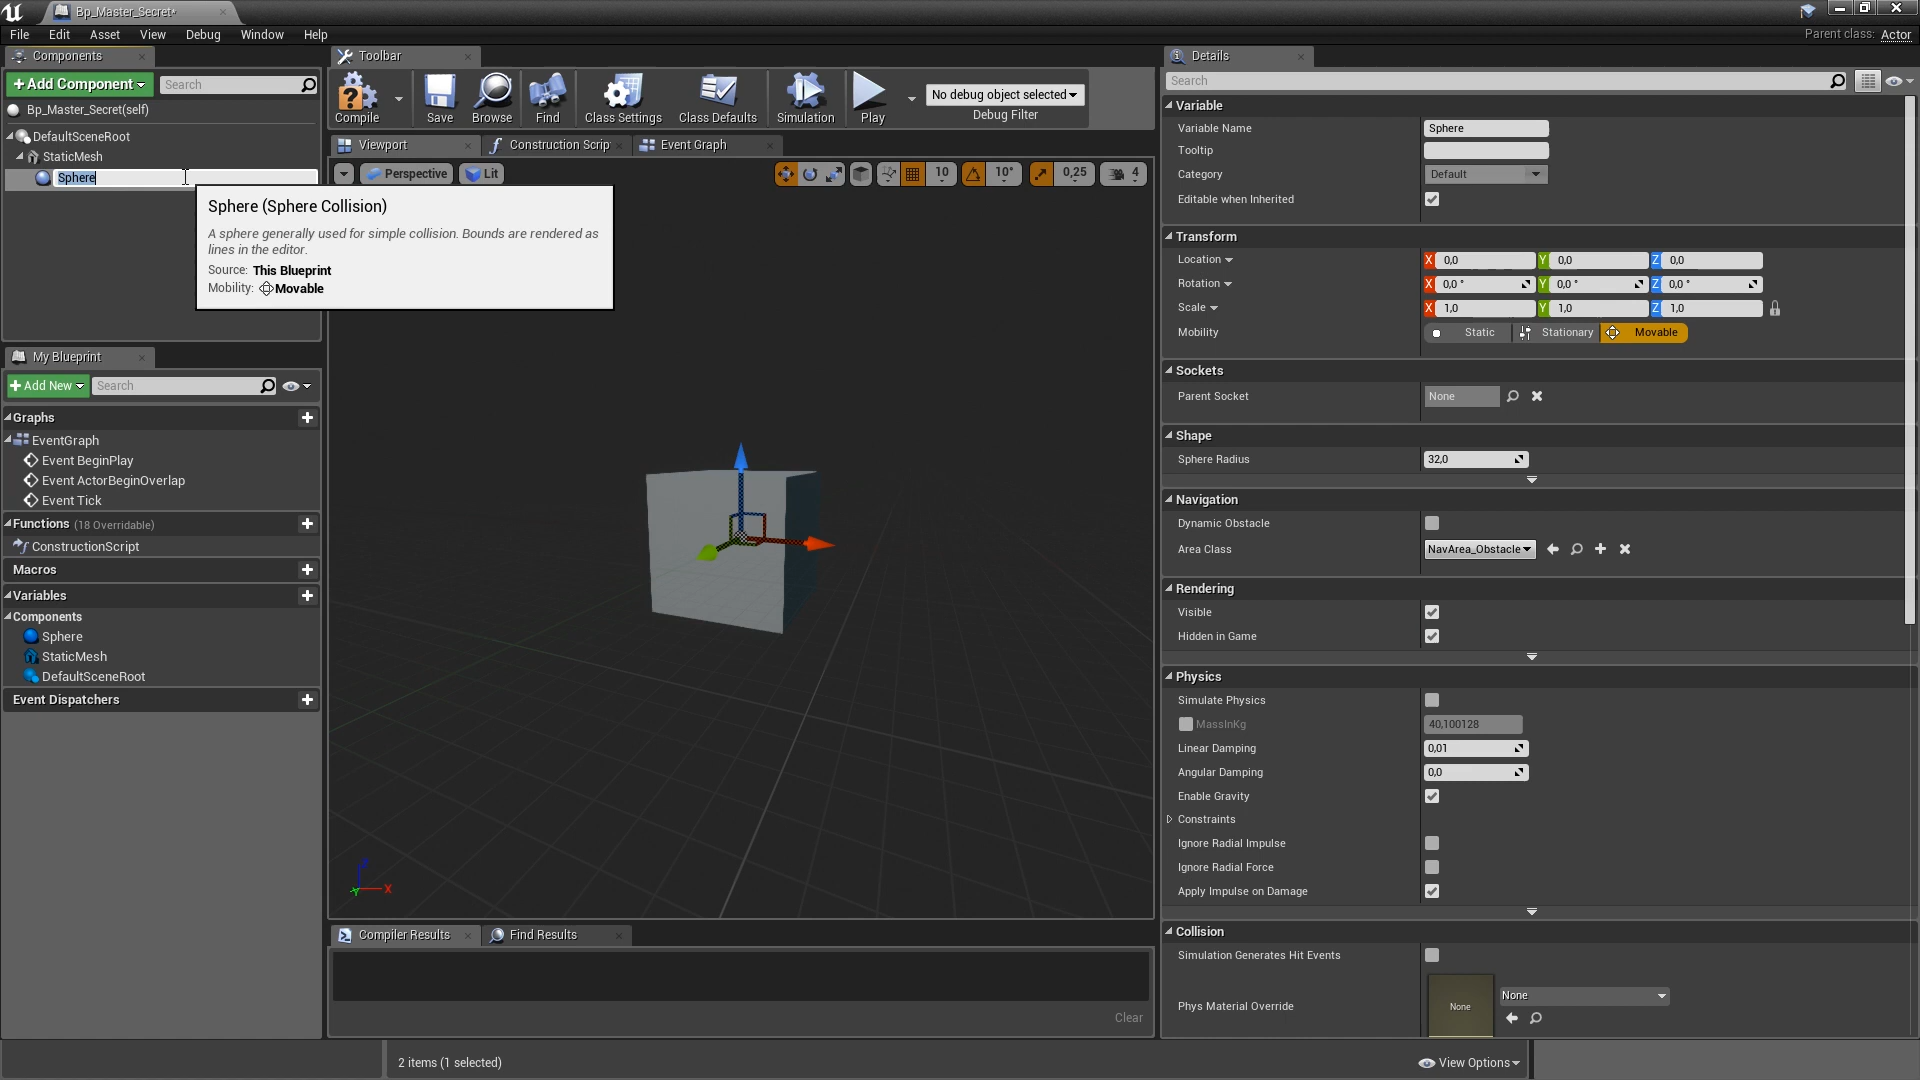 Bp_Master_Secret*
File Edit Asset View Debug Window Help
Parent class: Actor
Components
Add Component
Search
Bp_Master_Secret(self)
DefaultSceneRoot
StaticMesh
Sphere
Sphere (Sphere Collision)
A sphere generally used for simple collision. Bounds are rendered as
lines in the editor.
Source: This Blueprint
Mobility: Movable
My Blueprint
Add New
Search
Graphs
EventGraph
Event BeginPlay
Event ActorBeginOverlap
Event Tick
Functions (18 Overridable)
ConstructionScript
Macros
Variables
Components
Sphere
StaticMesh
DefaultSceneRoot
Event Dispatchers
Toolbar
Compile
Save
Browse
Find
Class Settings
Class Defaults
Simulation
Play
No debug object selected
Debug Filter
Viewport
Construction Scrip
Event Graph
Perspective
Lit
10
10°
0,25
4
X
Compiler Results
Find Results
Clear
2 items (1 selected)
View Options
Details
Search
Variable
Variable Name Sphere
Tooltip
Category Default
Editable when Inherited
Transform
Location X 0,0 Y 0,0 Z 0,0
Rotation X 0,0 ° Y 0,0 ° Z 0,0 °
Scale X 1,0 Y 1,0 Z 1,0
Mobility Static Stationary Movable
Sockets
Parent Socket None
Shape
Sphere Radius 32,0
Navigation
Dynamic Obstacle
Area Class NavArea_Obstacle
Rendering
Visible
Hidden in Game
Physics
Simulate Physics
MassInKg 40,100128
Linear Damping 0,01
Angular Damping 0,0
Enable Gravity
Constraints
Ignore Radial Impulse
Ignore Radial Force
Apply Impulse on Damage
Collision
Simulation Generates Hit Events
Phys Material Override None None